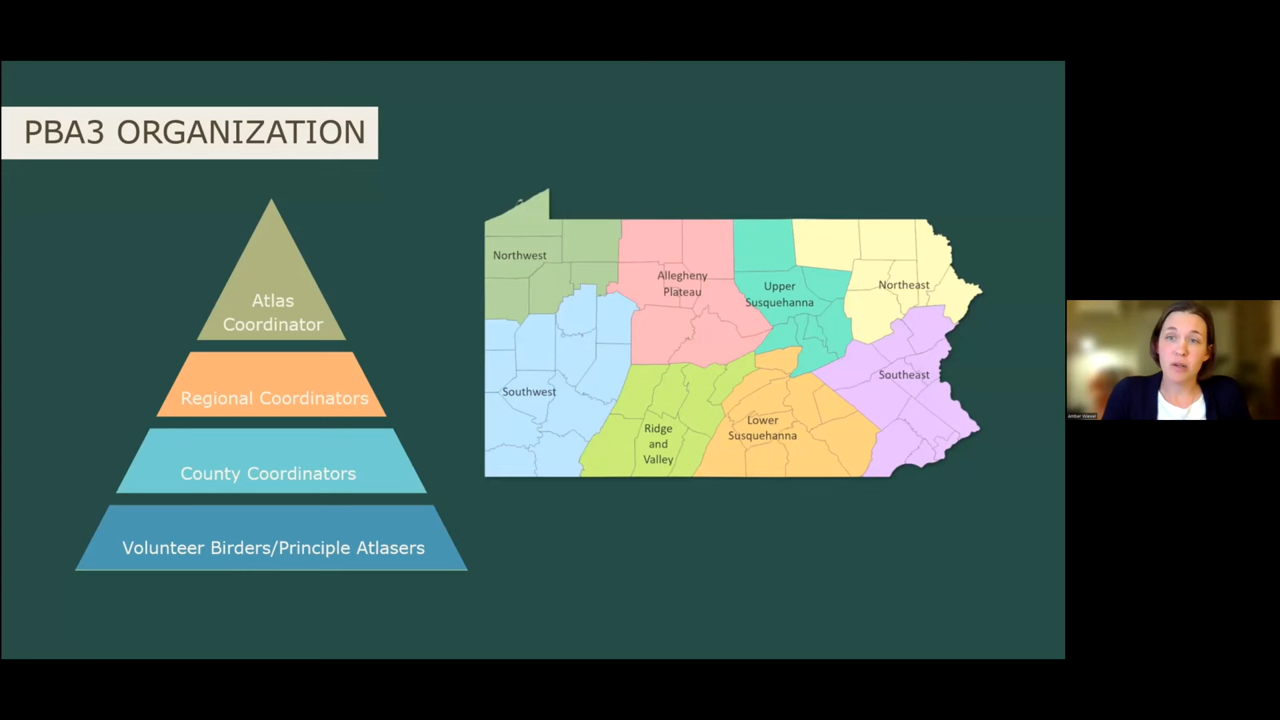 PBA3 ORGANIZATION
Atlas
Coordinator
Regional Coordinators
County Coordinators
Volunteer Birders/Principle Atlasers
Northwest
Allegheny
Plateau
Upper
Susquehanna
Northeast
Southwest
Southeast
Ridge
and
Valley
Lower
Susquehanna